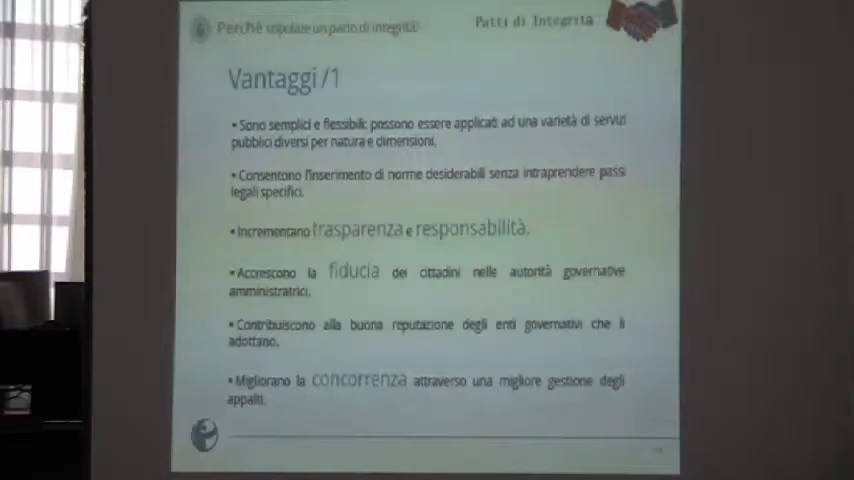 6 Perchè stipulare un patto di integrità?
Patti di Integrità
Vantaggi /1
• Sono semplici e flessibili: possono essere applicati ad una varietà di servizi
pubblici diversi per natura e dimensioni.
• Consentono l'inserimento di norme desiderabili senza intraprendere passi
legali specifici.
• Incrementano trasparenza e responsabilità.
• Accrescono la fiducia dei cittadini nelle autorità governative
amministratrici.
• Contribuiscono alla buona reputazione degli enti governativi che li
adottano.
• Migliorano la concorrenza attraverso una migliore gestione degli
appalti.